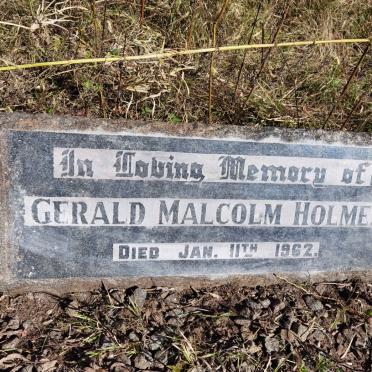 In Loving Memory of
GERALD MALCOLM HOLME
DIED JAN. 11TH 1962.